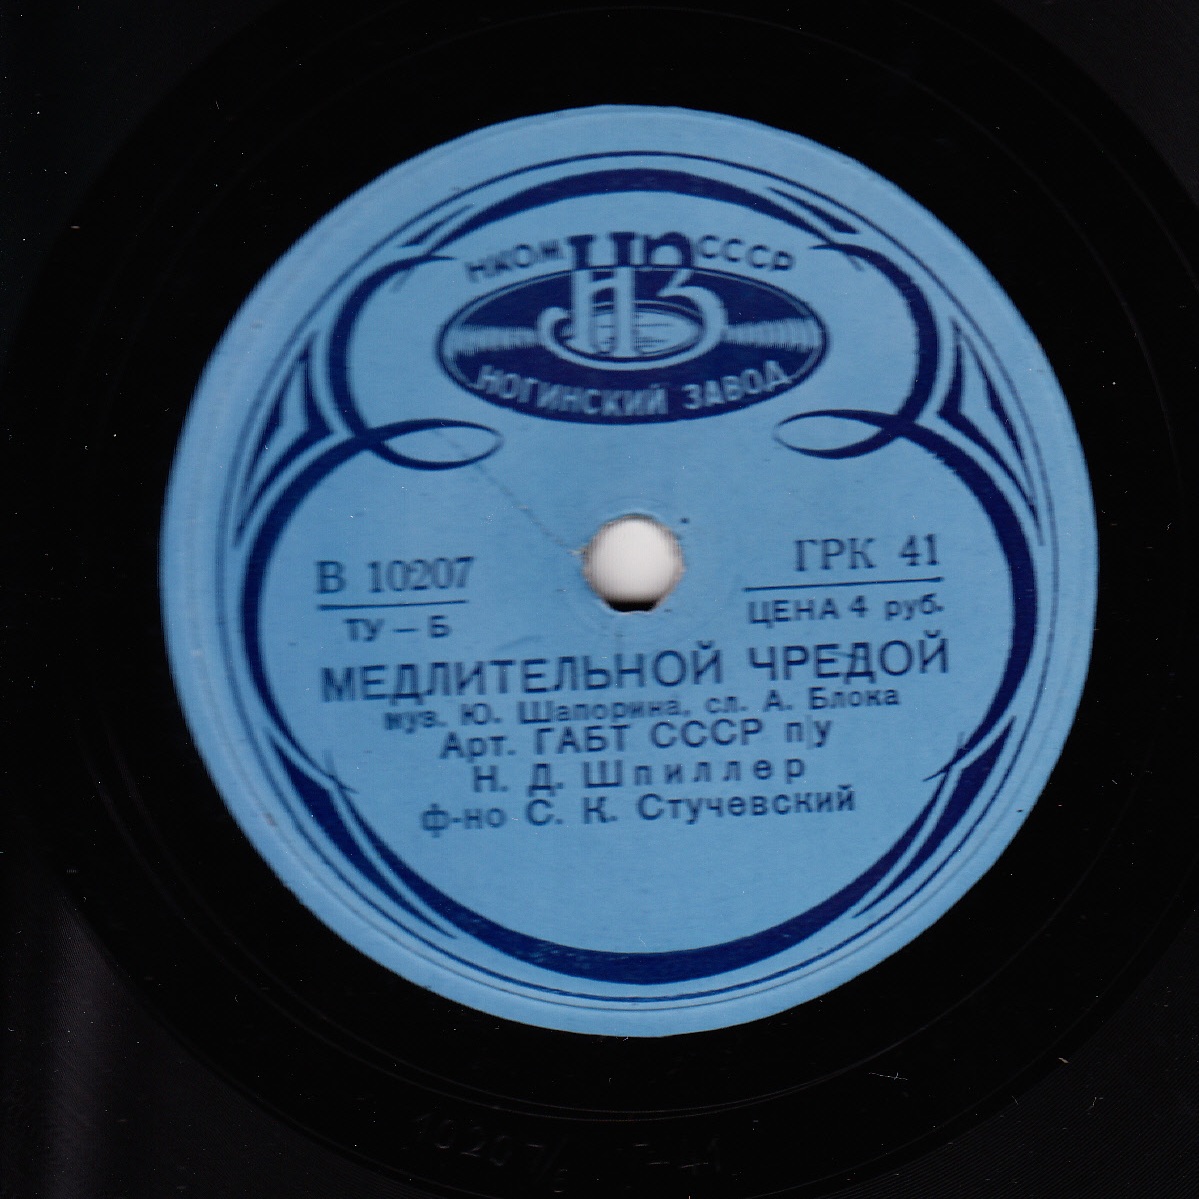 НКОМ НП СССР
НЗ
НОГИНСКИЙ ЗАВОД
В 10207
ТУ – Б
ГРК 41
ЦЕНА 4 руб.
МЕДЛИТЕЛЬНОЙ ЧРЕДОЙ
муз. Ю. Шапорина, сл. А. Блока
Арт. ГАБТ СССР п/у
Н. Д. Шпиллер
ф-но С. К. Стучевский